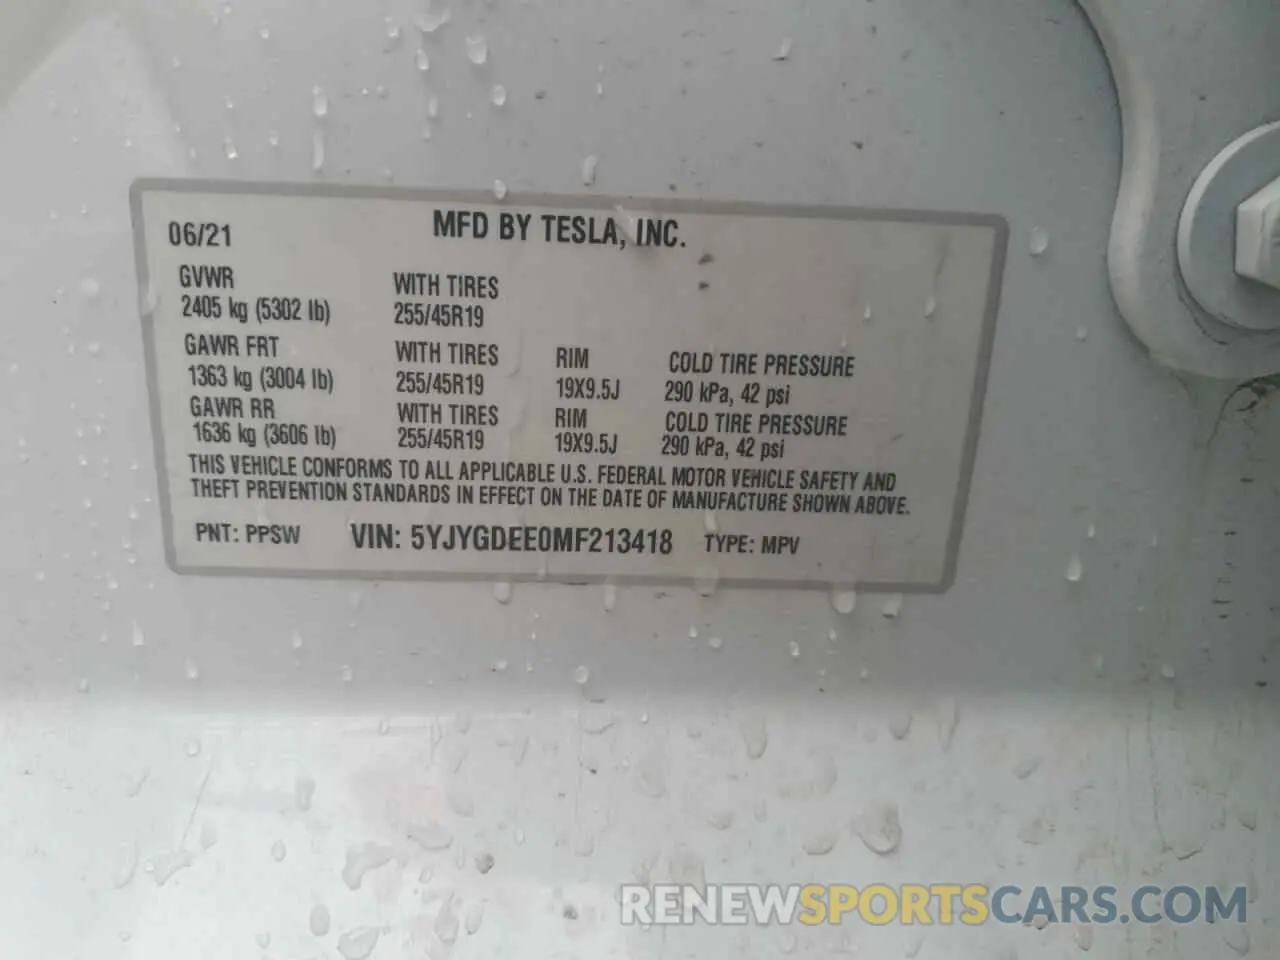 06/21 MFD BY TESLA, INC.
GVWR WITH TIRES
2405 kg (5302 lb) 255/45R19
GAWR FRT WITH TIRES RIM COLD TIRE PRESSURE
1363 kg (3004 lb) 255/45R19 19X9.5J 290 kPa, 42 psi
GAWR RR WITH TIRES RIM COLD TIRE PRESSURE
1636 kg (3606 lb) 255/45R19 19X9.5J 290 kPa, 42 psi
THIS VEHICLE CONFORMS TO ALL APPLICABLE U.S. FEDERAL MOTOR VEHICLE SAFETY AND
THEFT PREVENTION STANDARDS IN EFFECT ON THE DATE OF MANUFACTURE SHOWN ABOVE.
PNT: PPSW VIN: 5YJYGDEE0MF213418 TYPE: MPV
RENEWSPORTSCARS.COM